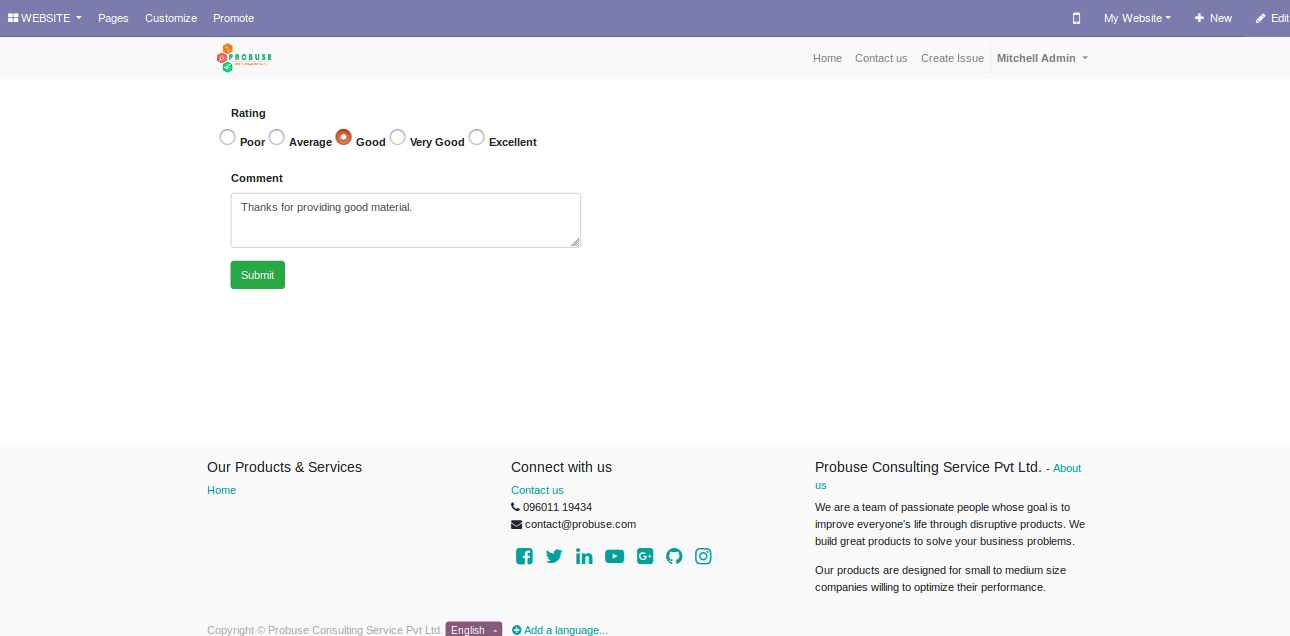 WEBSITE Pages Customize Promote My Website New Edit
PROBUSE
Home Contact us Create Issue Mitchell Admin
Rating
Poor Average Good Very Good Excellent
Comment
Thanks for providing good material.
Submit
Our Products & Services
Home
Connect with us
Contact us
096011 19434
contact@probuse.com
Probuse Consulting Service Pvt Ltd. - About
us
We are a team of passionate people whose goal is to
improve everyone's life through disruptive products. We
build great products to solve your business problems.
Our products are designed for small to medium size
companies willing to optimize their performance.
Copyright © Probuse Consulting Service Pvt Ltd. English Add a language...